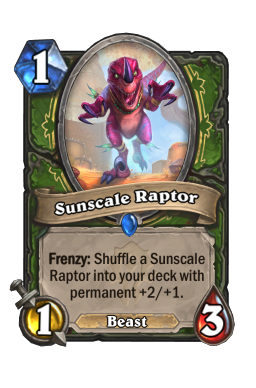 1
Sunscale Raptor
Frenzy: Shuffle a Sunscale
Raptor into your deck with
permanent +2/+1.
1
Beast
3